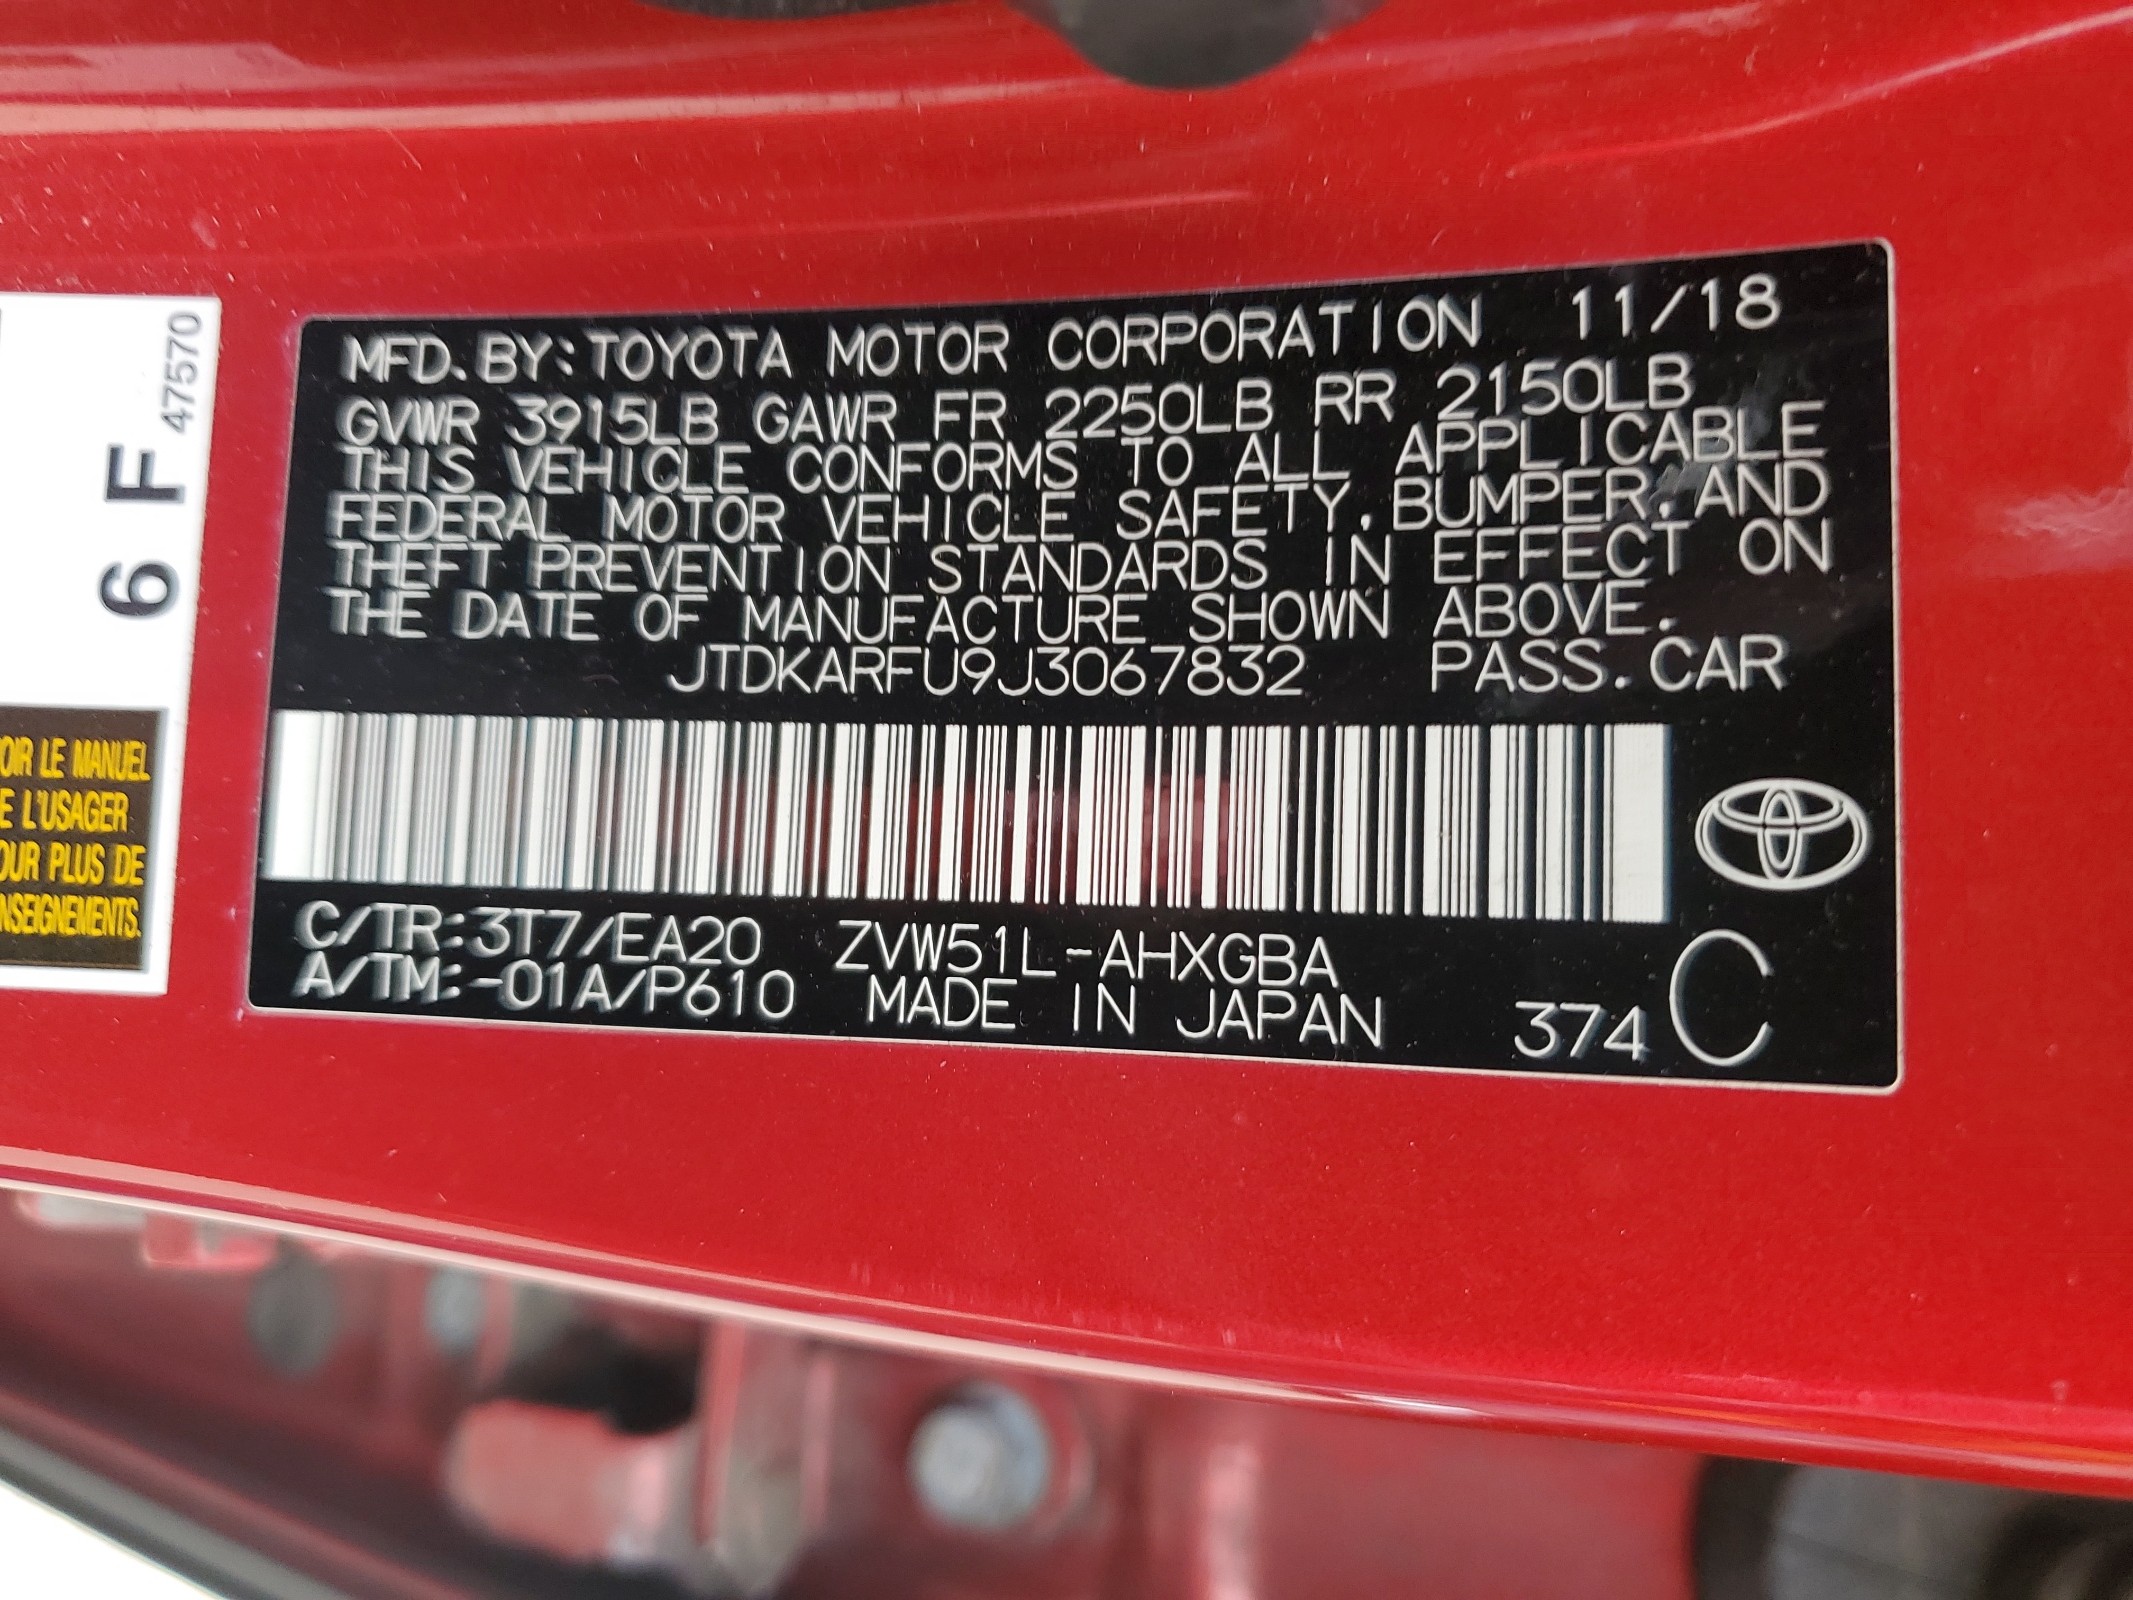 MFD. BY: TOYOTA MOTOR CORPORATION 11/18
GVWR 3915LB GAWR FR 2250LB RR 2150LB
THIS VEHICLE CONFORMS TO ALL APPLICABLE
FEDERAL MOTOR VEHICLE SAFETY, BUMPER, AND
THEFT PREVENTION STANDARDS IN EFFECT ON
THE DATE OF MANUFACTURE SHOWN ABOVE.
JTDKARFU9J3067832 PASS. CAR
C/TR:3T7/EA20 ZVW51L-AHXGBA
A/TM:-01A/P610 MADE IN JAPAN 374 C
6 F 47570
OIR LE MANUEL
E L'USAGER
OUR PLUS DE
NSEIGNEMENTS.